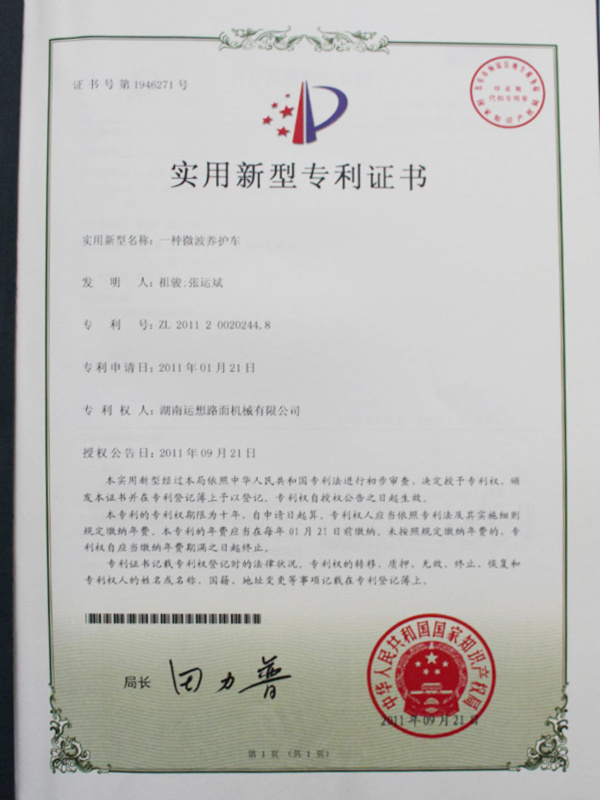 证书号第1946271号
实用新型专利证书
实用新型名称：一种微波养护车
发明人：祖骏;张运斌
专利号：ZL 2011 2 0020244.8
专利申请日：2011年01月21日
专利权人：湖南运想路面机械有限公司
授权公告日：2011年09月21日
本实用新型经过本局依照中华人民共和国专利法进行初步审查，决定授予专利权，颁
发本证书并在专利登记簿上予以登记。专利权自授权公告之日起生效。
本专利的专利权期限为十年，自申请日起算。专利权人应当依照专利法及其实施细则
规定缴纳年费。本专利的年费应当在每年01月21日前缴纳。未按照规定缴纳年费的，专
利权自应当缴纳年费期满之日起终止。
专利证书记载专利权登记时的法律状况。专利权的转移、质押、无效、终止、恢复和
专利权人的姓名或名称、国籍、地址变更等事项记载在专利登记簿上。
局长 田力普
中华人民共和国国家知识产权局
2011年09月21日
第1页（共1页）